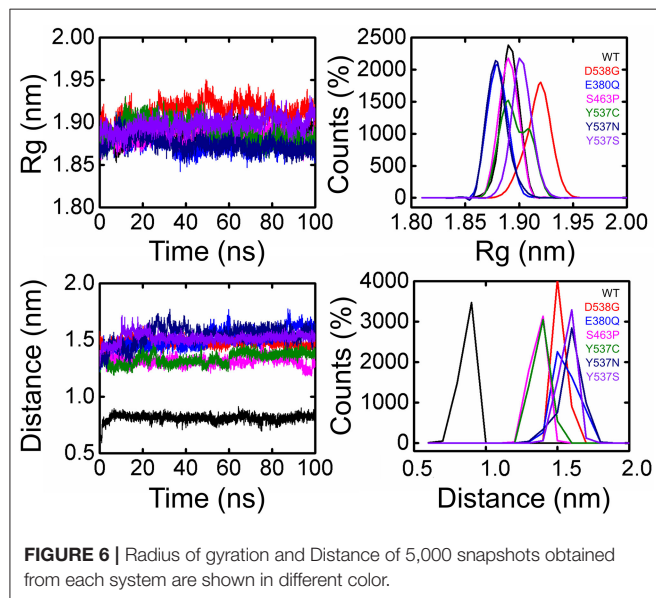 2.00
1.95
1.90
1.85
1.80
Rg (nm)
0 20 40 60 80 100
Time (ns)
2500
2000
1500
1000
500
0
Counts (%)
1.80 1.85 1.90 1.95 2.00
Rg (nm)
WT
D538G
E380Q
S463P
Y537C
Y537N
Y537S
2.0
1.5
1.0
0.5
Distance (nm)
0 20 40 60 80 100
Time (ns)
4000
3000
2000
1000
0
Counts (%)
0.5 1.0 1.5 2.0
Distance (nm)
WT
D538G
E380Q
S463P
Y537C
Y537N
Y537S
FIGURE 6 | Radius of gyration and Distance of 5,000 snapshots obtained
from each system are shown in different color.